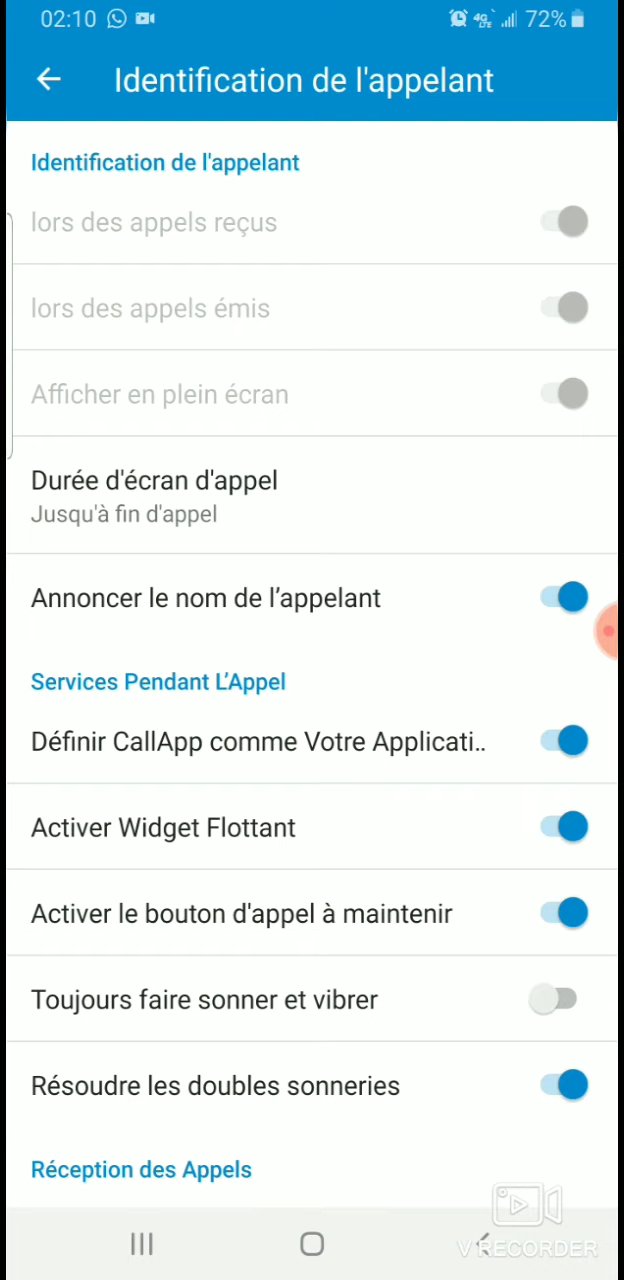 02:10 4G LTE 72%
Identification de l'appelant
Identification de l'appelant
lors des appels reçus
lors des appels émis
Afficher en plein écran
Durée d'écran d'appel
Jusqu'à fin d'appel
Annoncer le nom de l’appelant
Services Pendant L’Appel
Définir CallApp comme Votre Applicati..
Activer Widget Flottant
Activer le bouton d'appel à maintenir
Toujours faire sonner et vibrer
Résoudre les doubles sonneries
Réception des Appels
V RECORDER